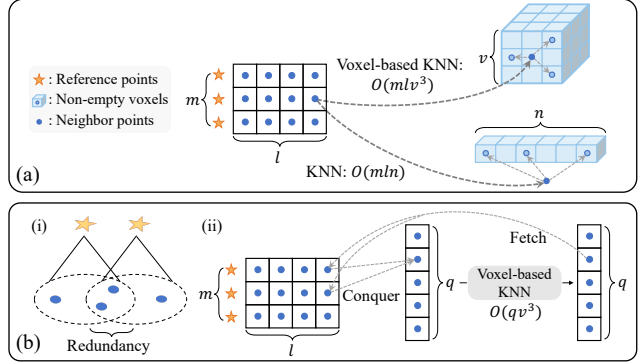 : Reference points
: Non-empty voxels
: Neighbor points
m
l
Voxel-based KNN:
O(mlv³)
v
n
KNN: O(mln)
(a)
(i)
Redundancy
(b)
(ii)
m
l
Conquer
q
Fetch
Voxel-based
KNN
O(qv³)
q